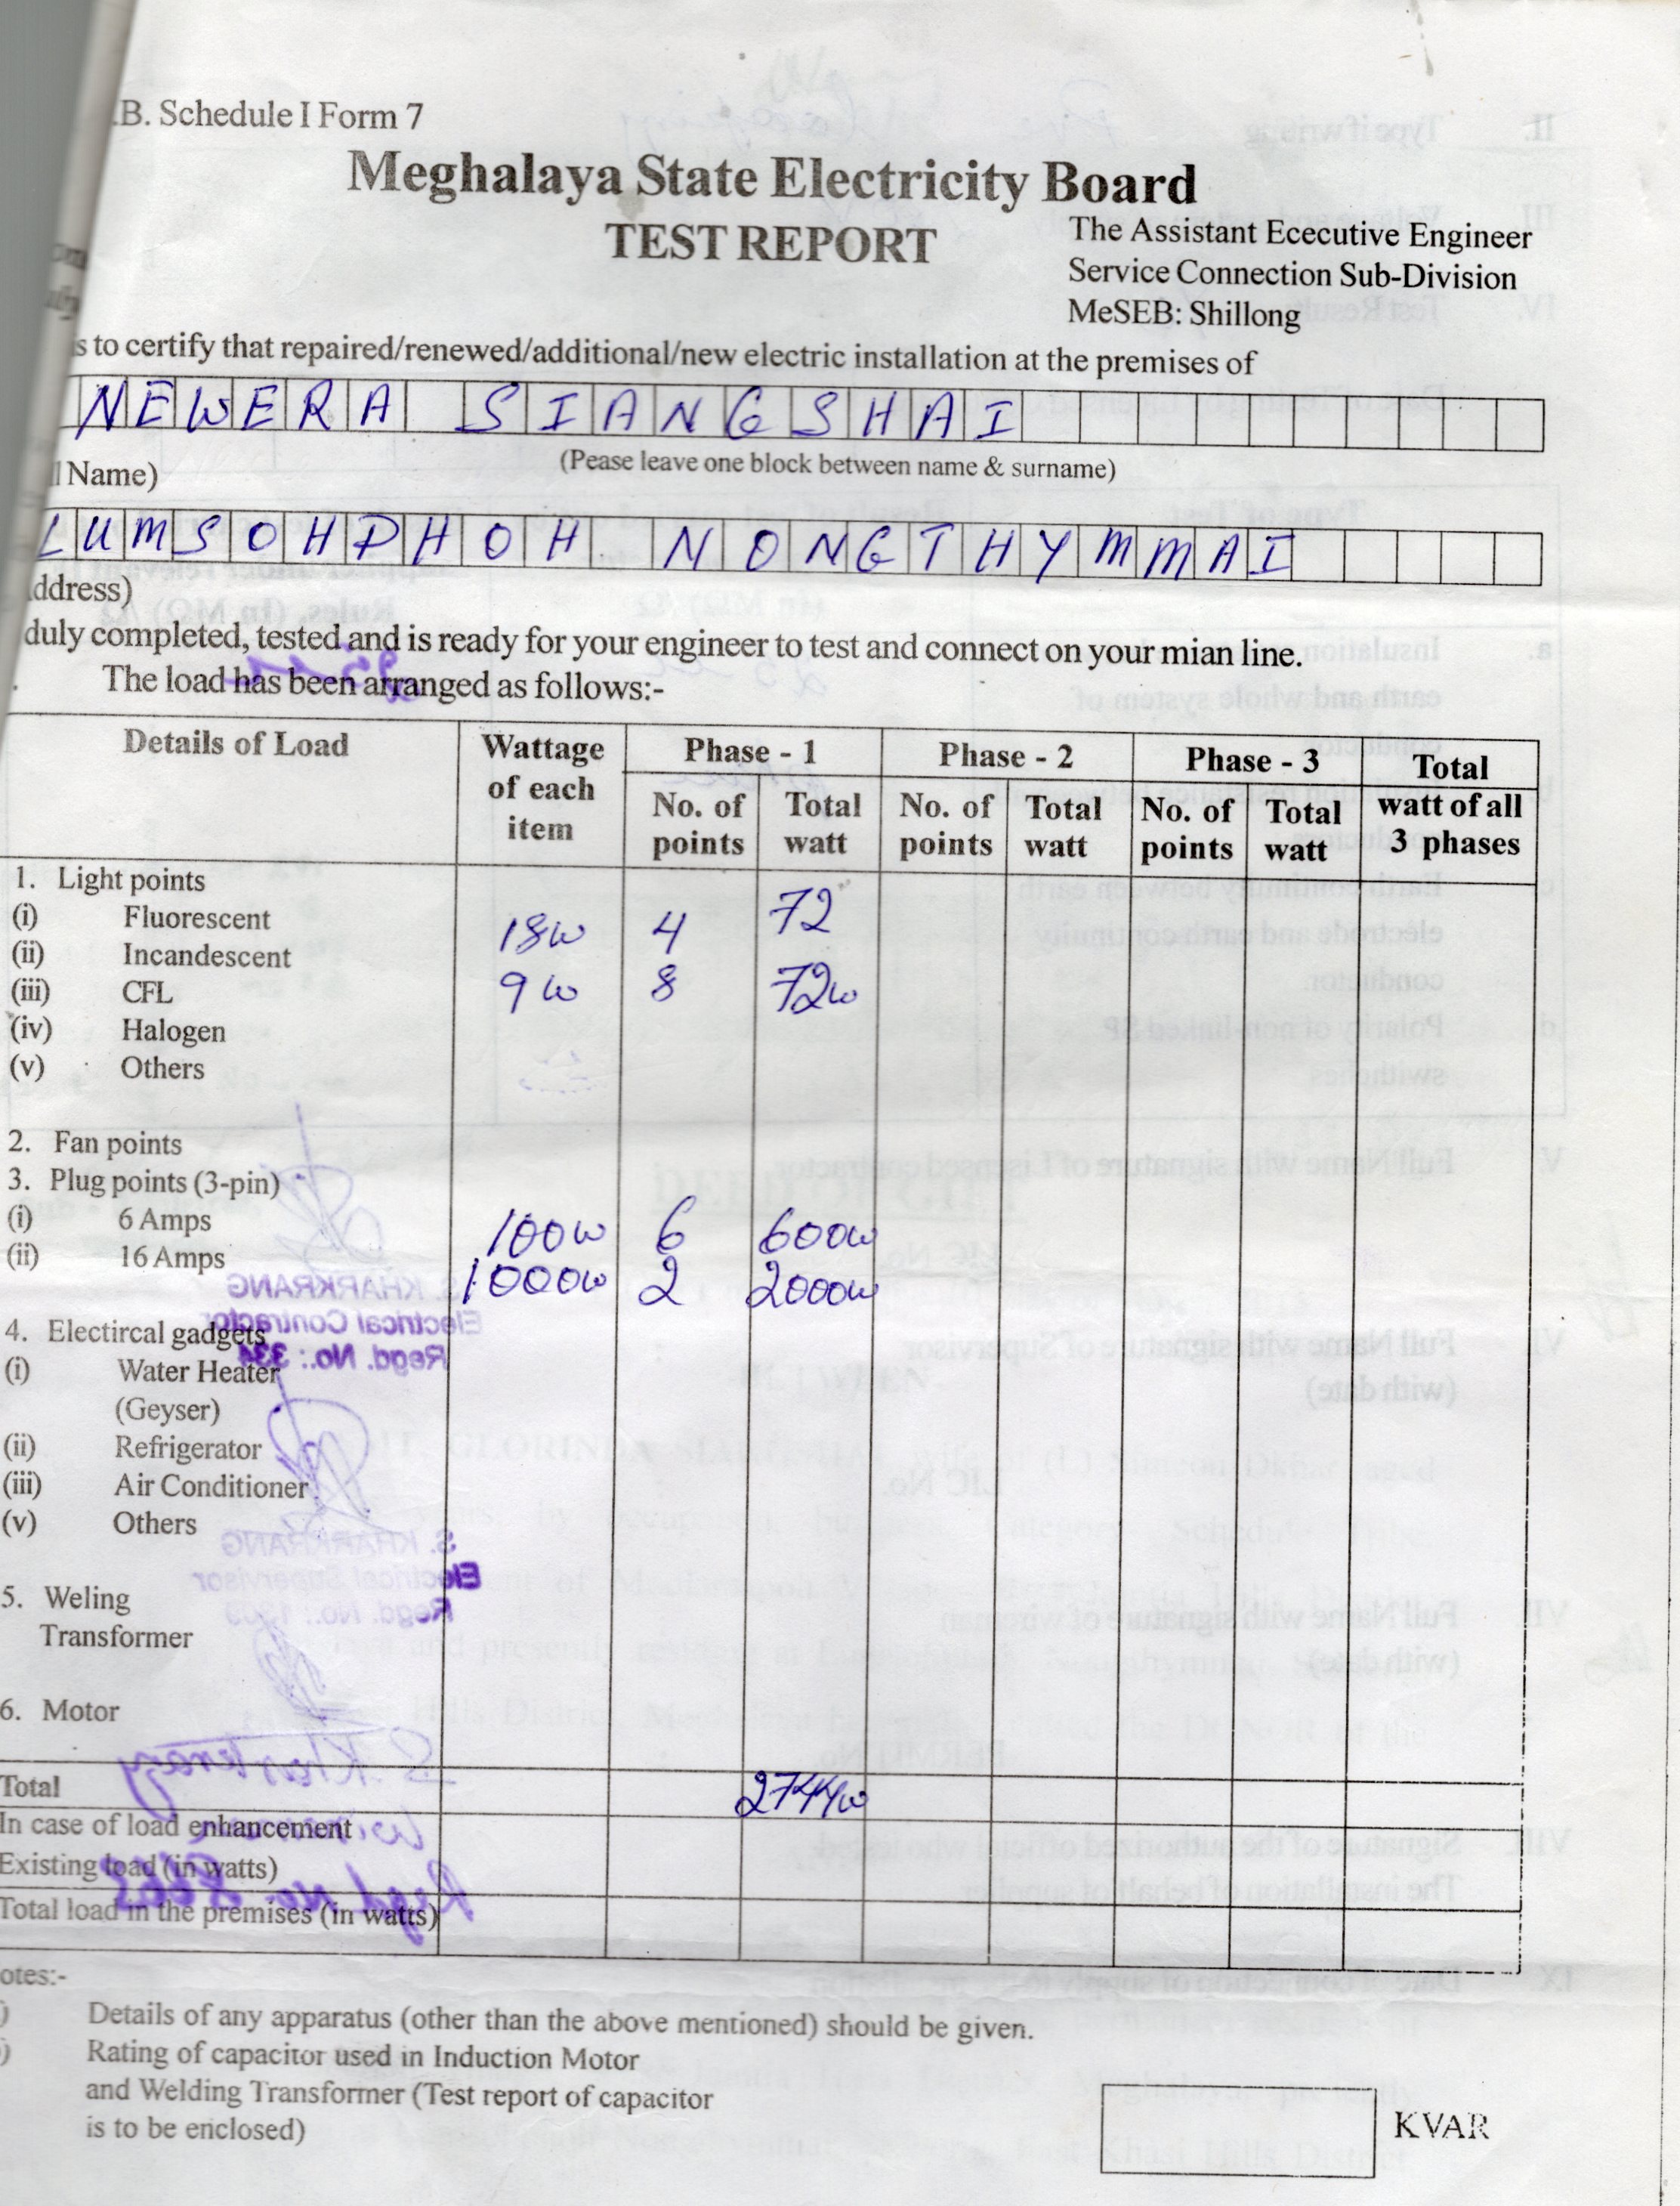 .B. Schedule I Form 7
Meghalaya State Electricity Board
TEST REPORT
The Assistant Ececutive Engineer
Service Connection Sub-Division
MeSEB: Shillong
s to certify that repaired/renewed/additional/new electric installation at the premises of
NEWERA SIANGSHAI
(Pease leave one block between name & surname)
l Name)
LUMSOHPHOH NONGTHYMMAI
ddress)
duly completed, tested and is ready for your engineer to test and connect on your mian line.
The load has been arranged as follows:-
Details of Load Wattage of each item Phase - 1 Phase - 2 Phase - 3 Total watt of all 3 phases
No. of points Total watt No. of points Total watt No. of points Total watt
1. Light points
(i) Fluorescent 18w 4 72
(ii) Incandescent
(iii) CFL 9w 8 72w
(iv) Halogen
(v) Others
2. Fan points
3. Plug points (3-pin)
(i) 6 Amps 100w 6 600w
(ii) 16 Amps 1000w 2 2000w
4. Electircal gadgets
(i) Water Heater
(Geyser)
(ii) Refrigerator
(iii) Air Conditioner
(v) Others
5. Weling
Transformer
6. Motor
Total 2744w
In case of load enhancement
Existing load (in watts)
Total load in the premises (in watts)
otes:-
Details of any apparatus (other than the above mentioned) should be given.
Rating of capacitor used in Induction Motor
and Welding Transformer (Test report of capacitor
is to be enclosed)
KVAR